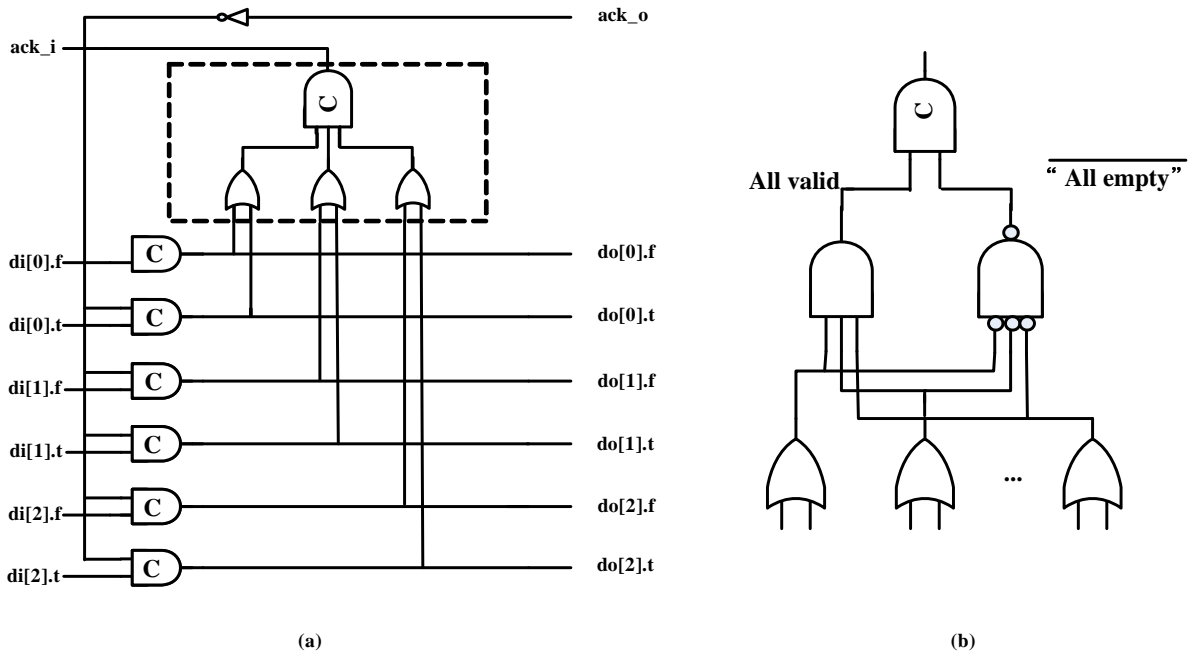 ack_o
ack_i
C
di[0].f
C
do[0].f
di[0].t
C
do[0].t
di[1].f
C
do[1].f
di[1].t
C
do[1].t
di[2].f
C
do[2].f
di[2].t
C
do[2].t
(a)
C
All valid
“ All empty”
...
(b)